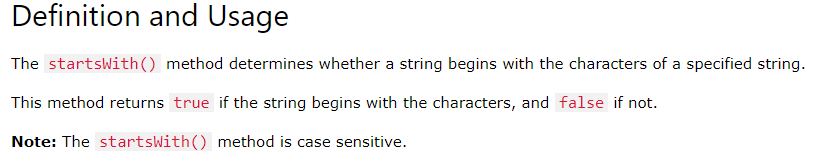 Definition and Usage
The startsWith() method determines whether a string begins with the characters of a specified string.
This method returns true if the string begins with the characters, and false if not.
Note: The startsWith() method is case sensitive.